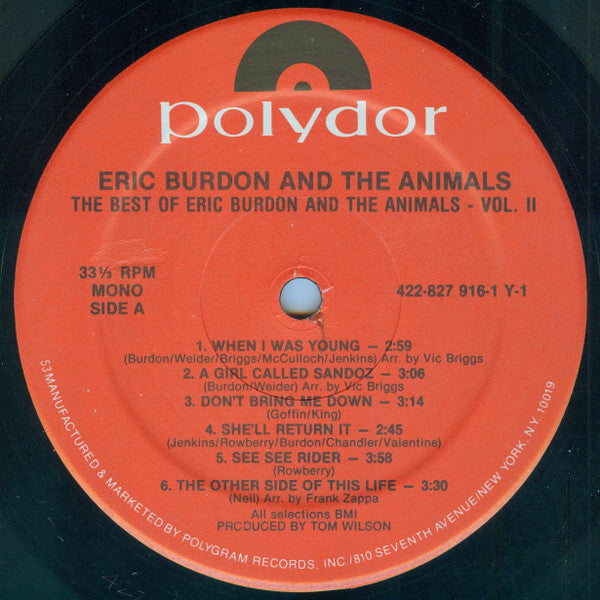 polydor
ERIC BURDON AND THE ANIMALS
THE BEST OF ERIC BURDON AND THE ANIMALS - VOL. II
33⅓ RPM
MONO
SIDE A
422-827 916-1 Y-1
1. WHEN I WAS YOUNG — 2:59
(Burdon/Weider/Briggs/McCulloch/Jenkins) Arr. by Vic Briggs
2. A GIRL CALLED SANDOZ — 3:06
(Burdon/Weider) Arr. by Vic Briggs
3. DON'T BRING ME DOWN — 3:14
(Goffin/King)
4. SHE'LL RETURN IT — 2:45
(Jenkins/Rowberry/Burdon/Chandler/Valentine)
5. SEE SEE RIDER — 3:58
(Rowberry)
6. THE OTHER SIDE OF THIS LIFE — 3:30
(Neil) Arr. by Frank Zappa
All selections BMI
PRODUCED BY TOM WILSON
53MANUFACTURED & MARKETED BY POLYGRAM RECORDS, INC./810 SEVENTH AVENUE/NEW YORK, N.Y. 10019